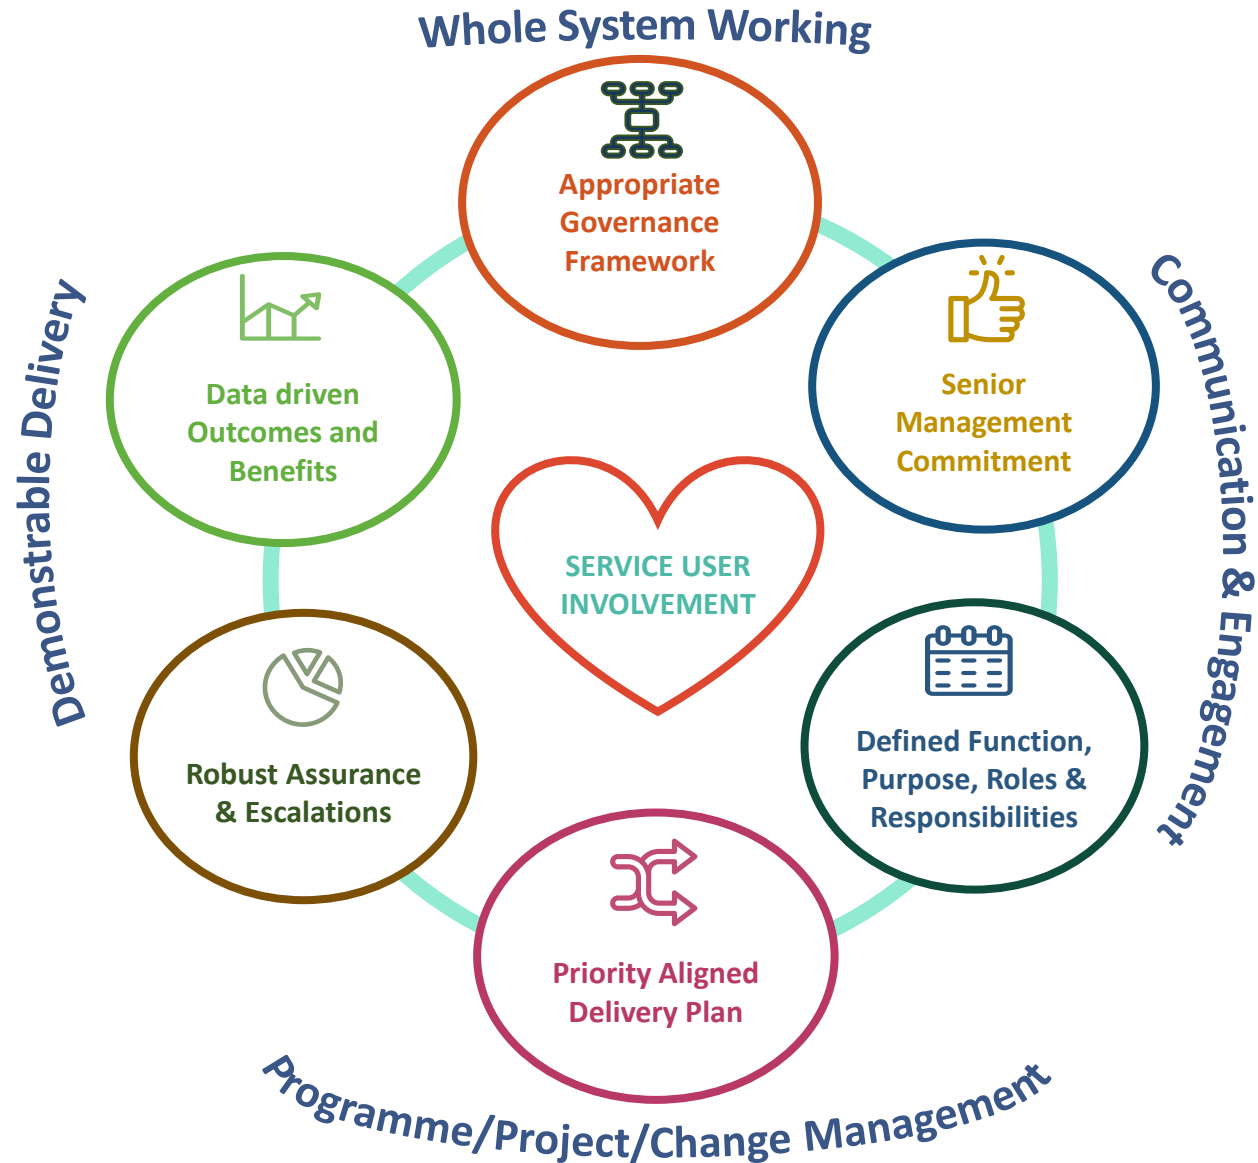 Whole System Working
Appropriate
Governance
Framework
Senior
Management
Commitment
Communication & Engagement
Defined Function,
Purpose, Roles &
Responsibilities
Priority Aligned
Delivery Plan
Programme/Project/Change Management
Robust Assurance
& Escalations
Data driven
Outcomes and
Benefits
Demonstrable Delivery
SERVICE USER
INVOLVEMENT